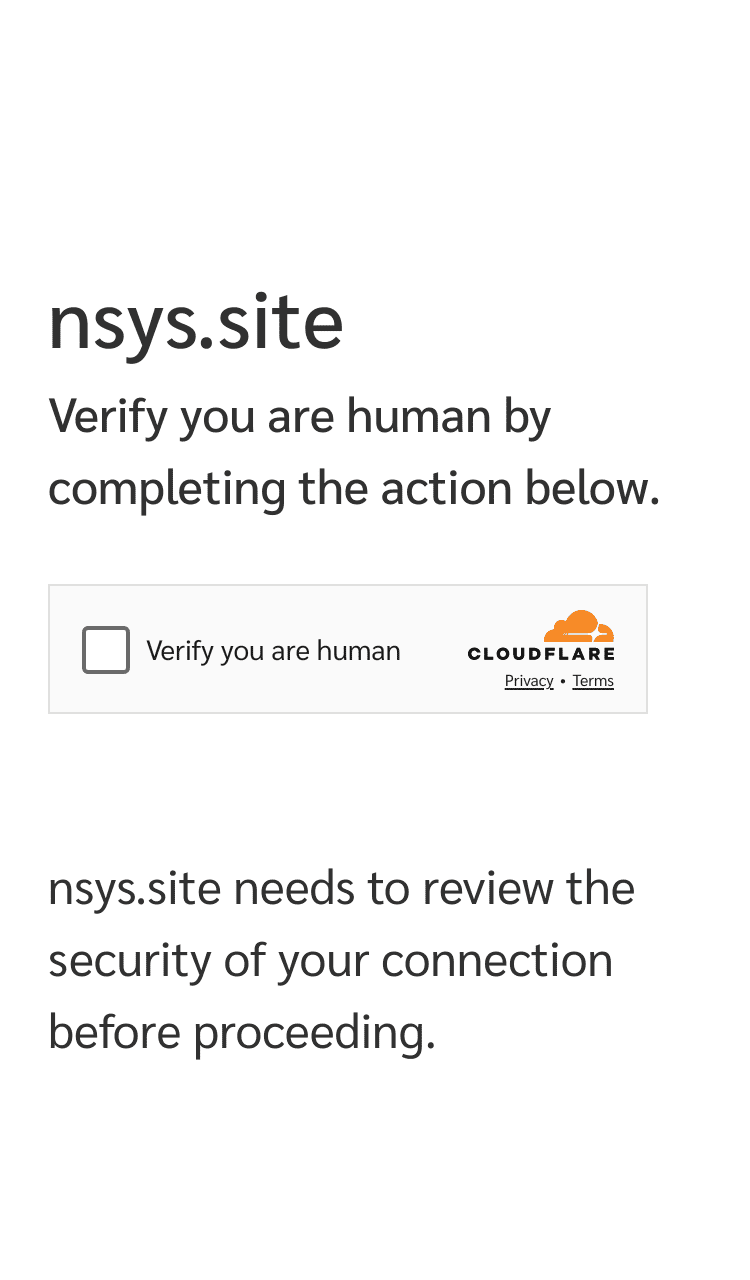 nsys.site
Verify you are human by
completing the action below.
Verify you are human
CLOUDFLARE
Privacy • Terms
nsys.site needs to review the
security of your connection
before proceeding.